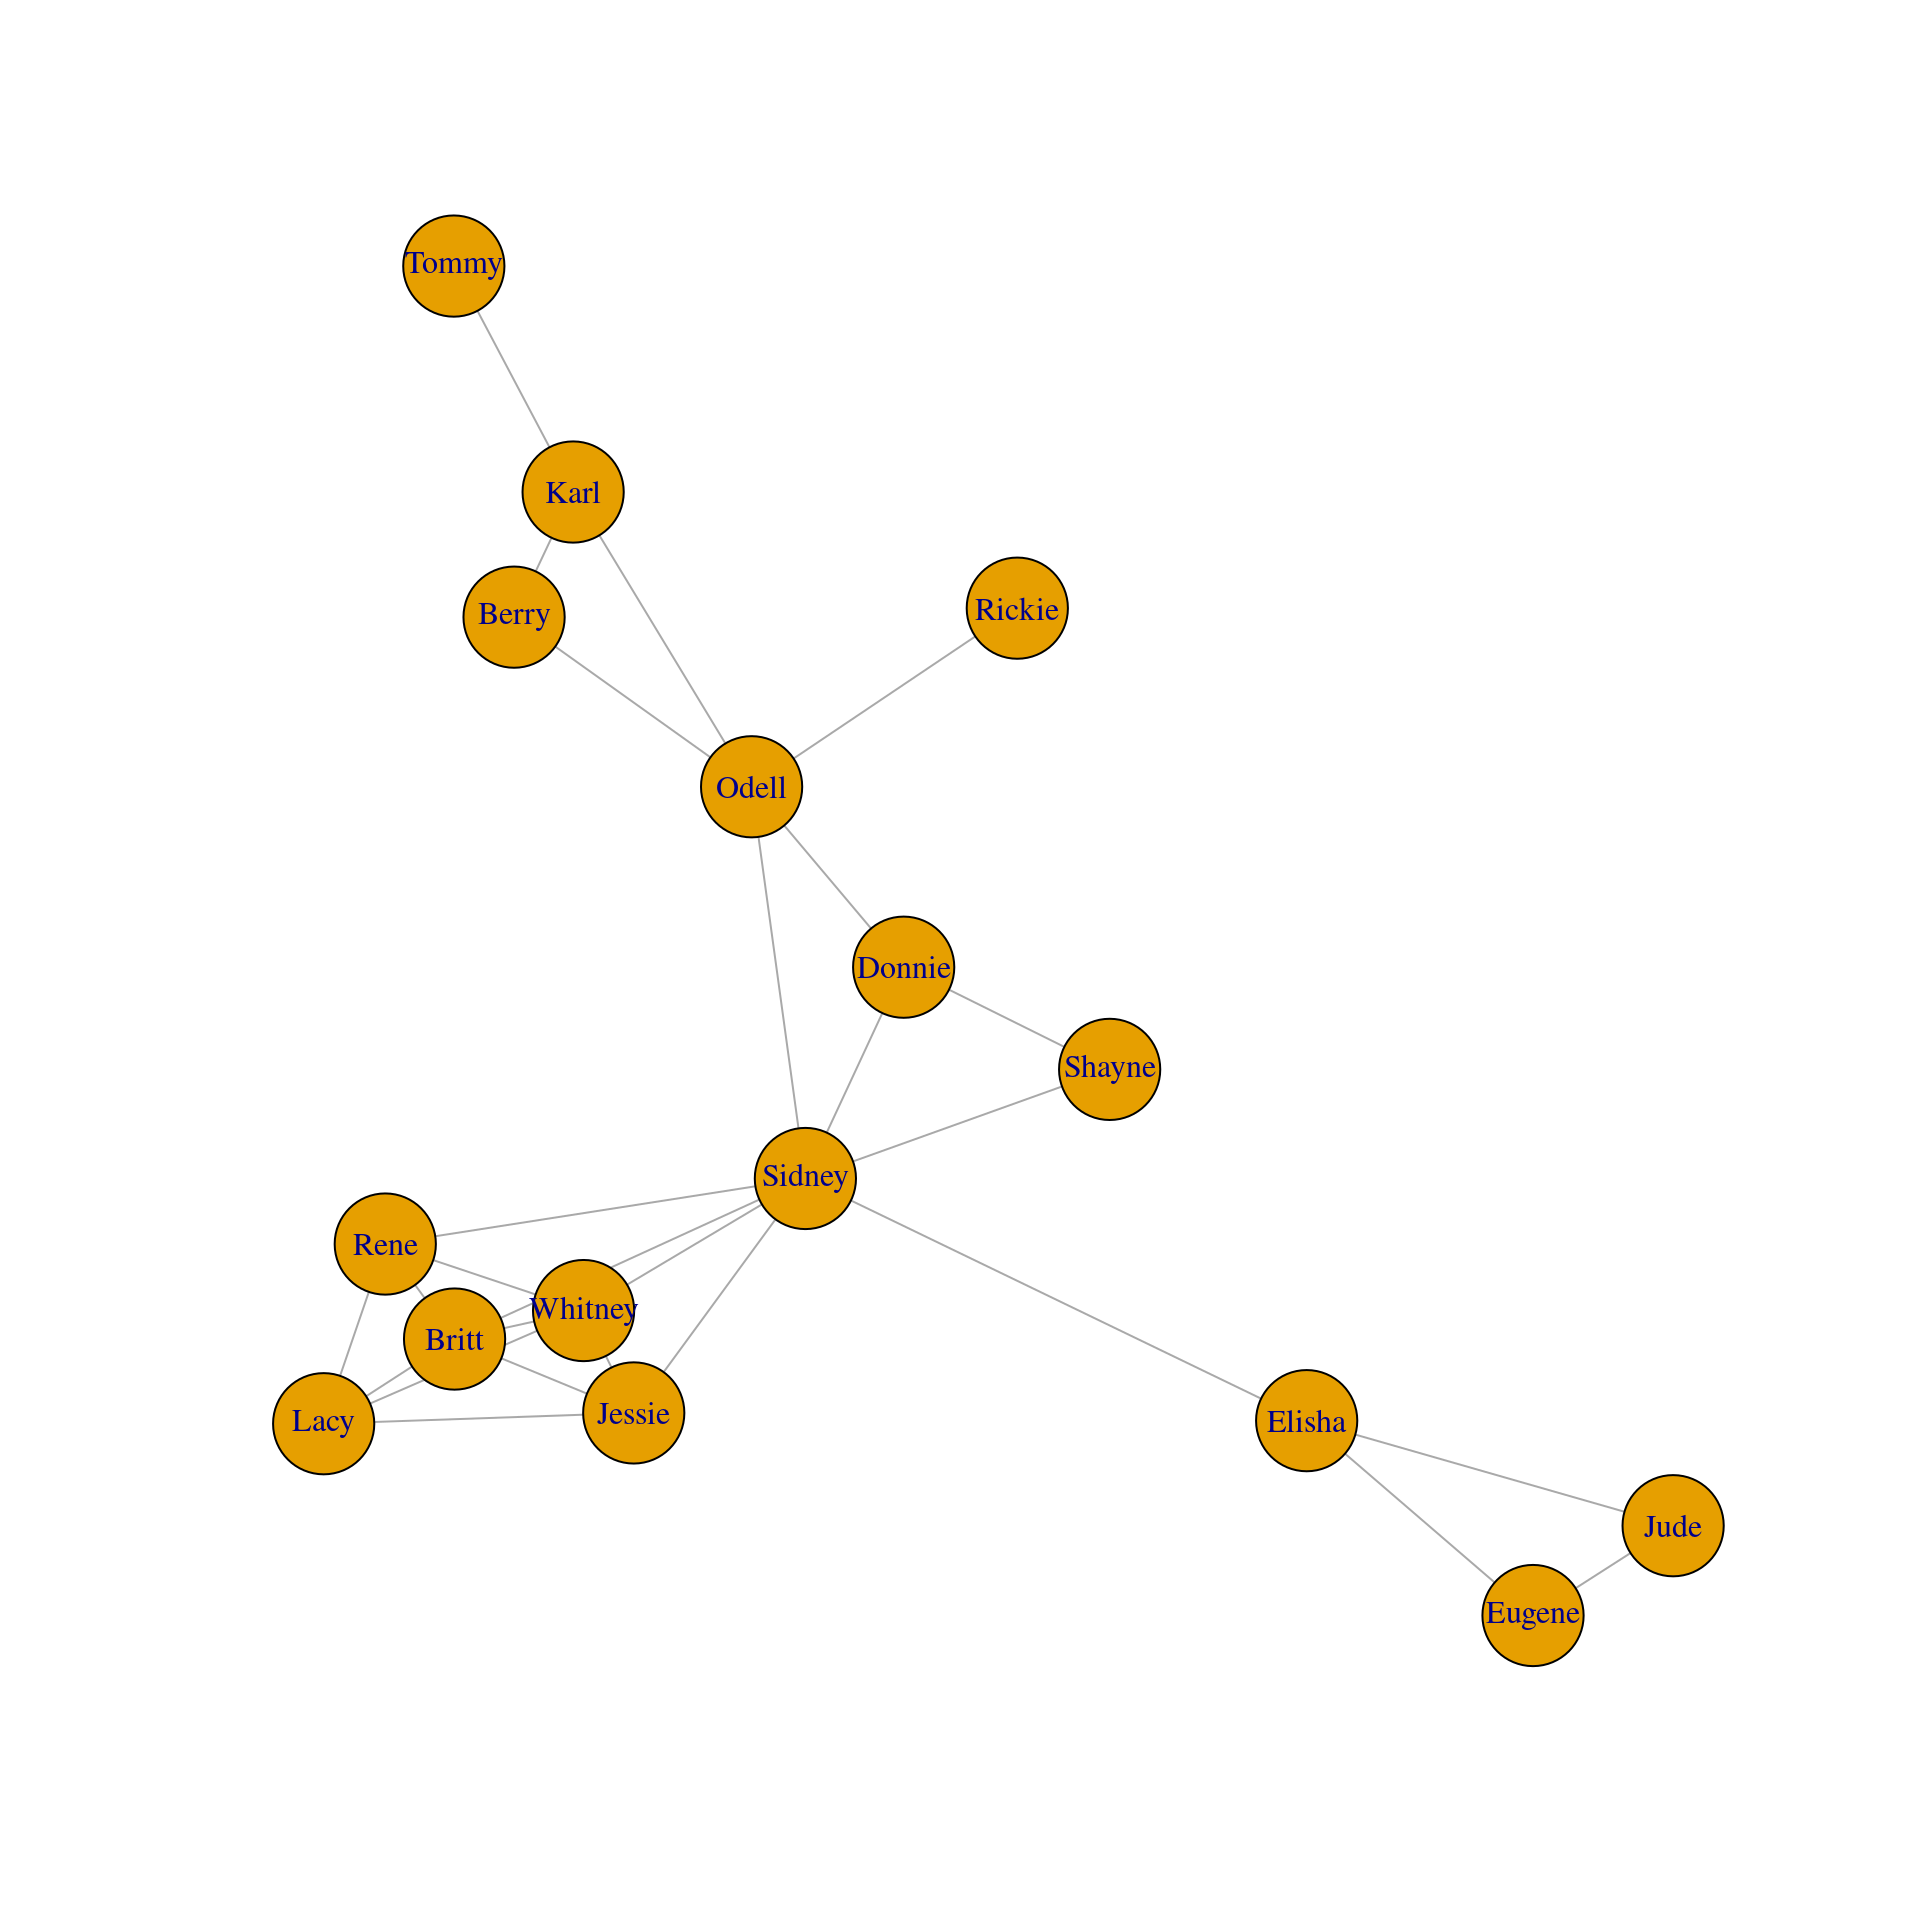 Tommy
Karl
Berry
Rickie
Odell
Donnie
Shayne
Sidney
Rene
Whitney
Britt
Jessie
Lacy
Elisha
Jude
Eugene